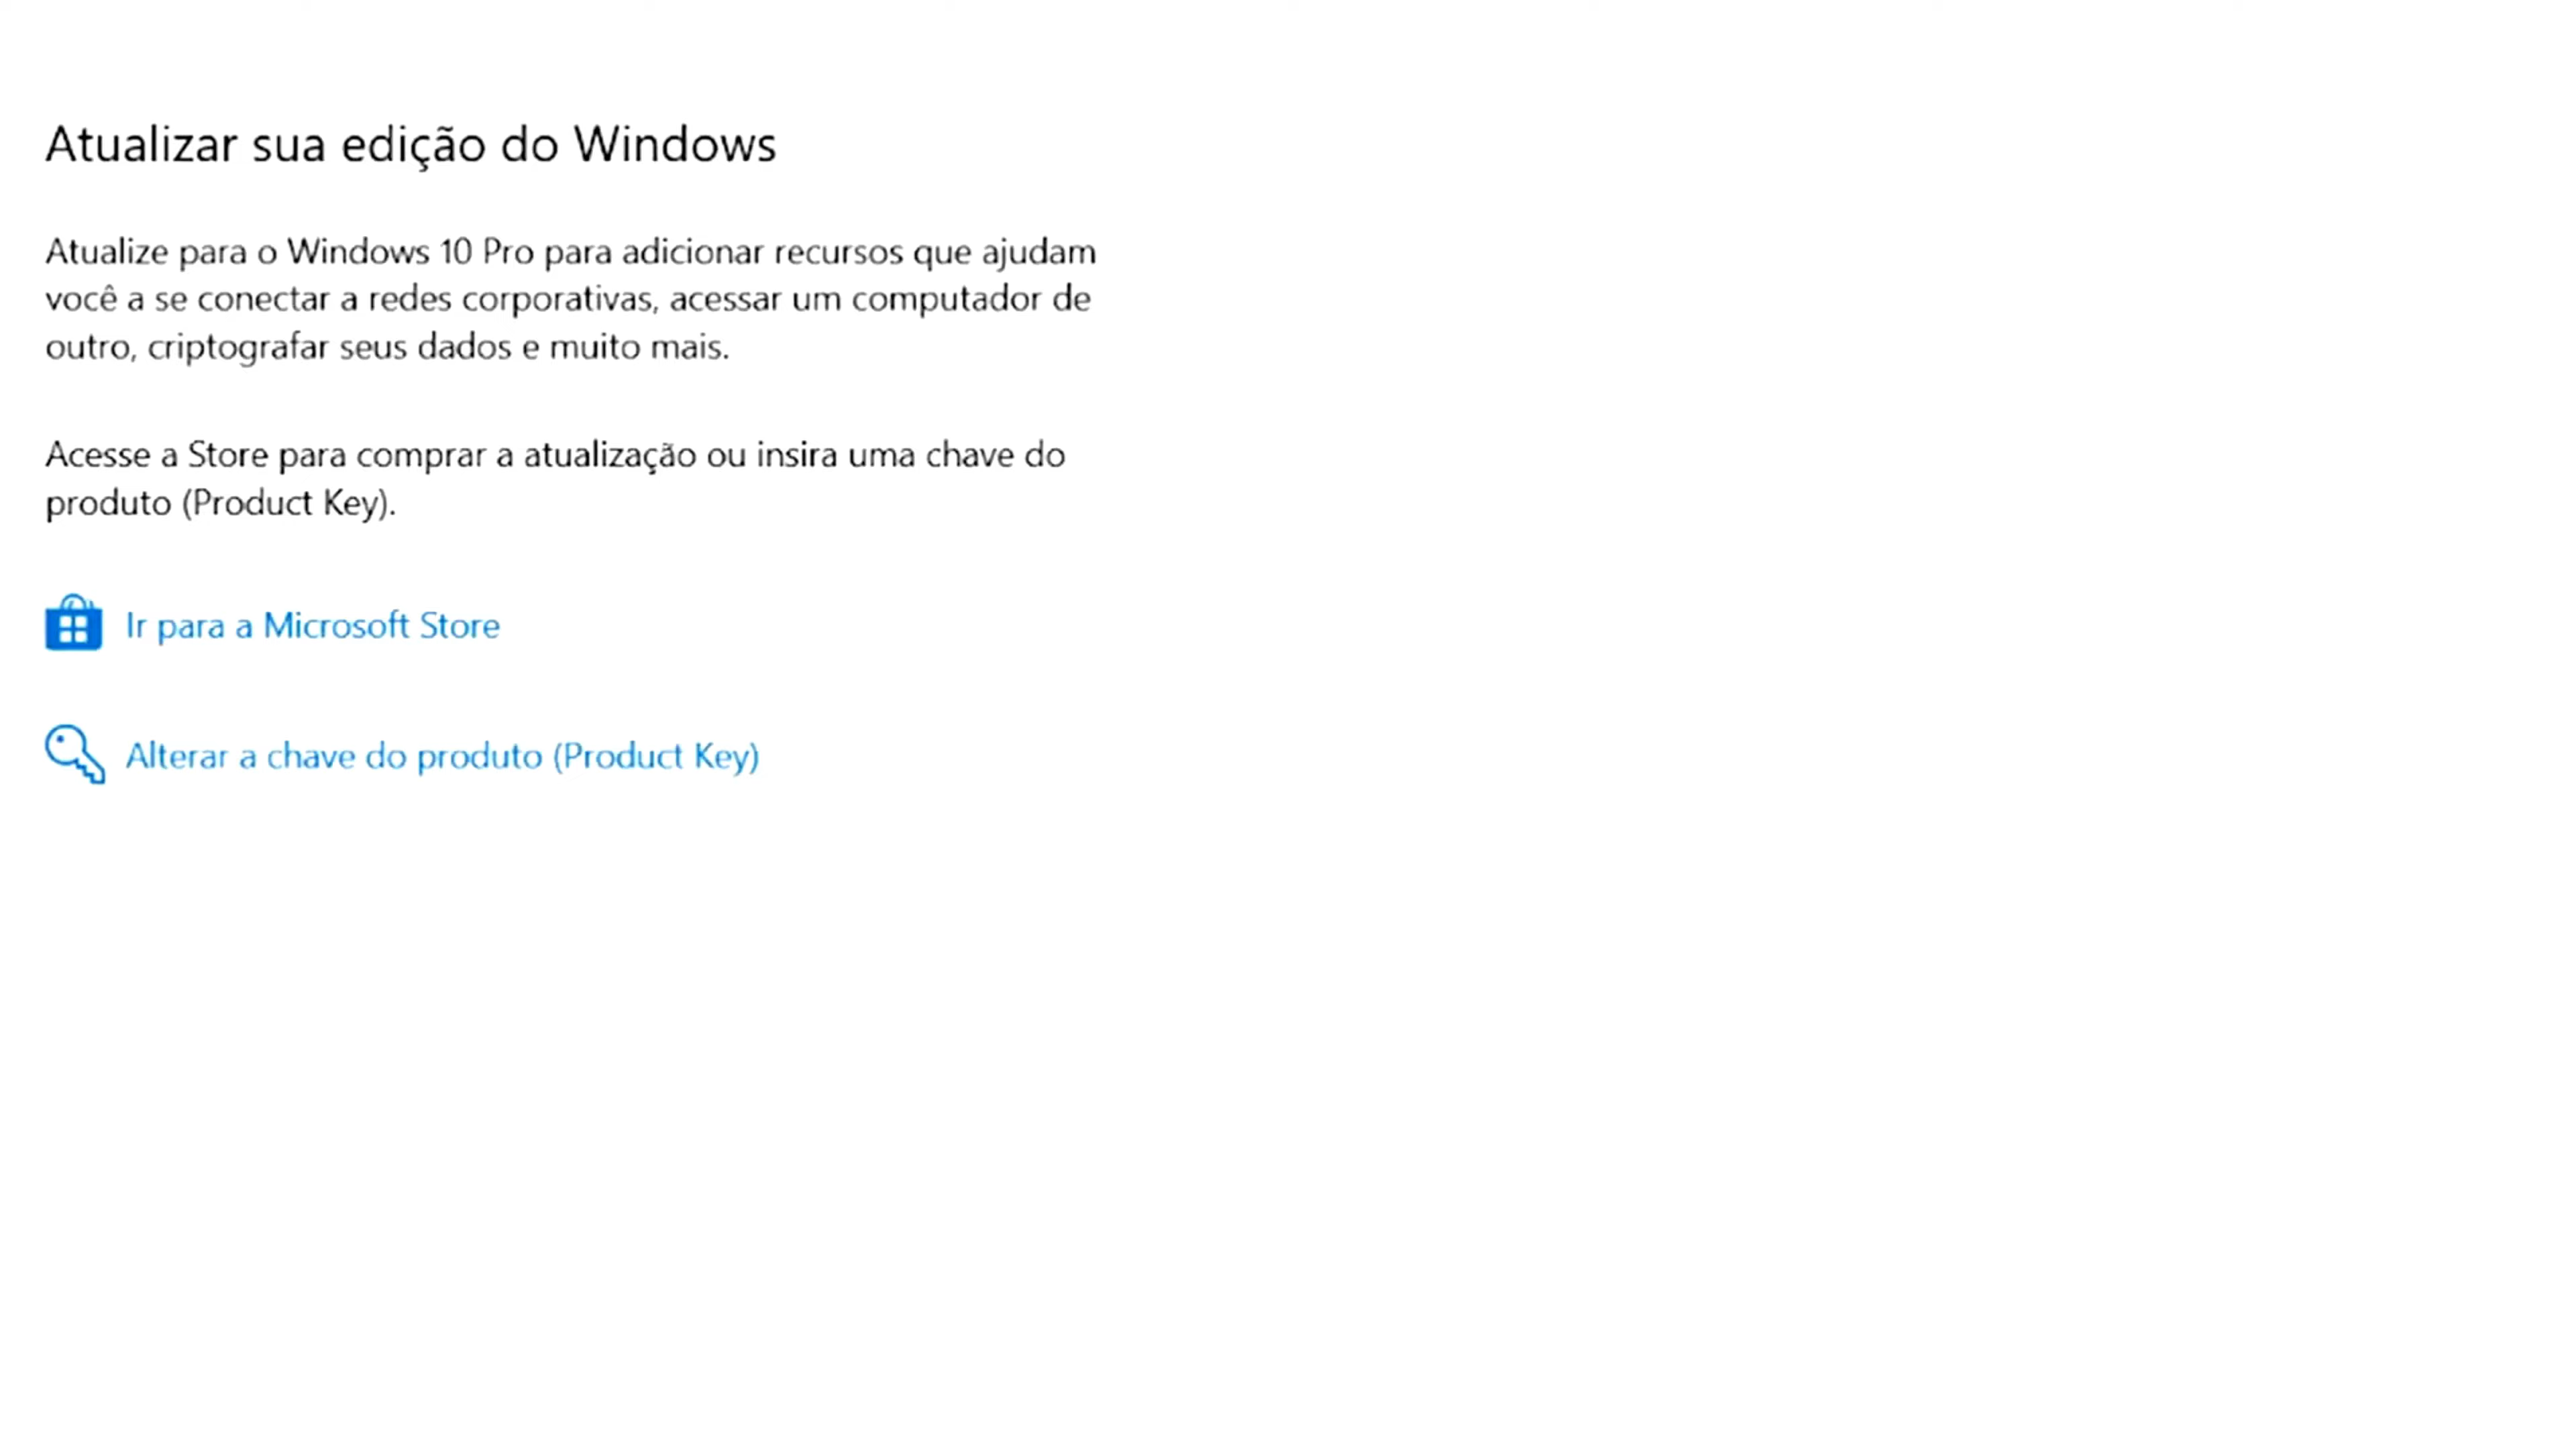 Atualizar sua edição do Windows
Atualize para o Windows 10 Pro para adicionar recursos que ajudam
você a se conectar a redes corporativas, acessar um computador de
outro, criptografar seus dados e muito mais.
Acesse a Store para comprar a atualização ou insira uma chave do
produto (Product Key).
Ir para a Microsoft Store
Alterar a chave do produto (Product Key)